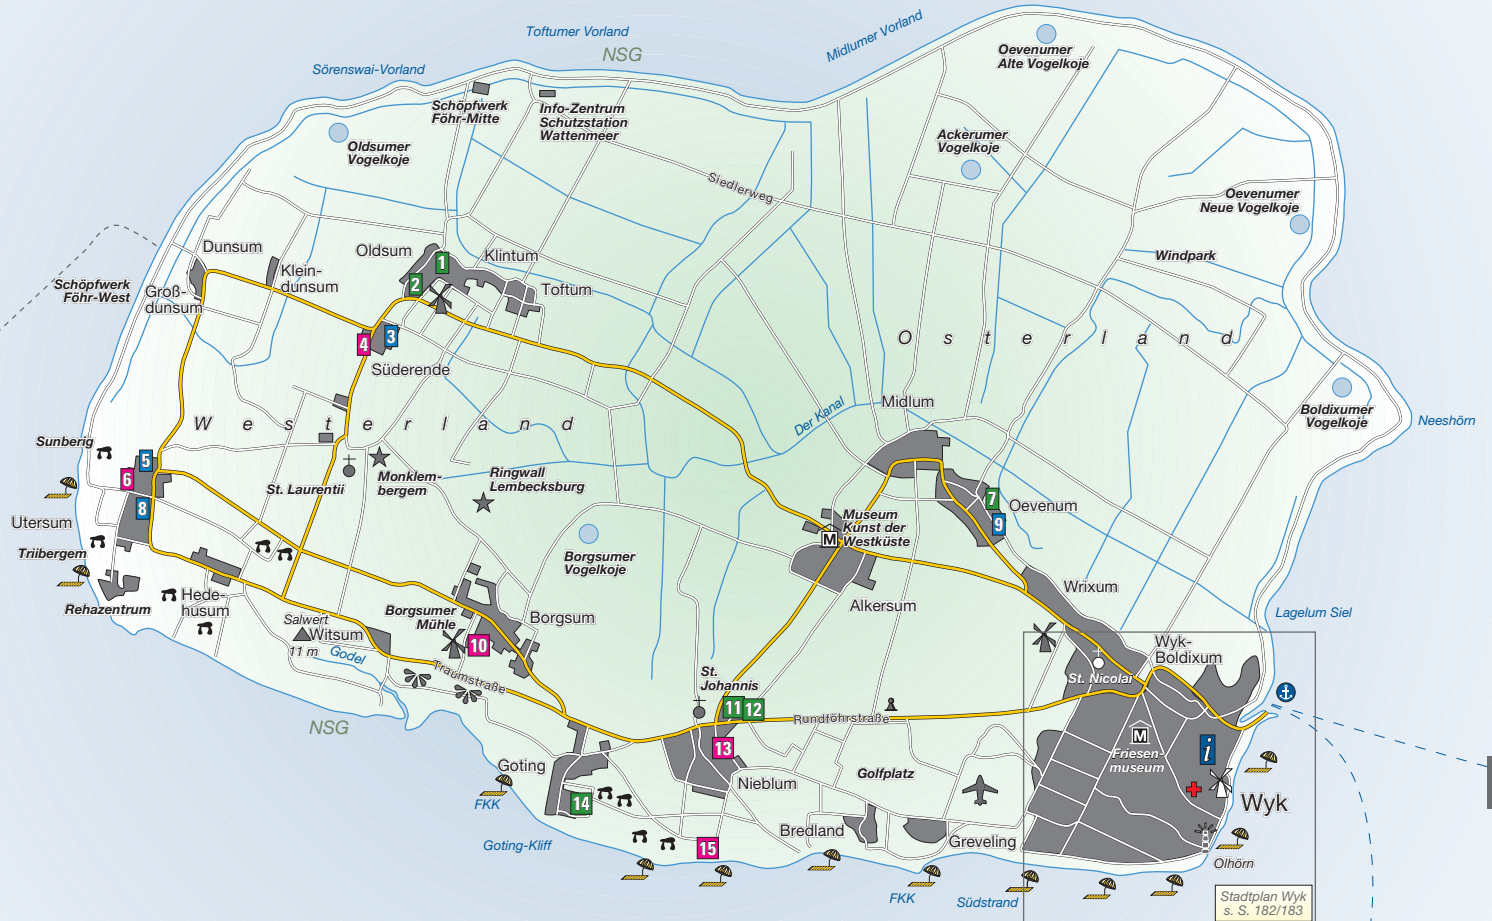 Toftumer Vorland
Midlumer Vorland
NSG
Sörenswai-Vorland
Oevenumer
Alte Vogelkoje
Schöpfwerk
Föhr-Mitte
Info-Zentrum
Schutzstation
Wattenmeer
Oldsumer
Vogelkoje
Ackerumer
Vogelkoje
Siedlerweg
Oevenumer
Neue Vogelkoje
Windpark
Dunsum
Oldsum
Klintum
Toftum
Klein-
dunsum
Groß-
dunsum
Schöpfwerk
Föhr-West
1
2
3
4
Süderende
Osterland
Westerland
Midlum
Der Kanal
Boldixumer
Vogelkoje
Neeshörn
Sunberig
5
6
8
Utersum
Triibergem
Rehazentrum
St. Laurentii
Monklem-
bergem
Ringwall
Lembecksburg
Borgsumer
Vogelkoje
M
Museum
Kunst der
Westküste
7
Oevenum
9
Wrixum
Alkersum
Hede-
husum
Salwert
11 m
Witsum
Godel
Borgsumer
Mühle
10
Borgsum
Traumstraße
Lagelum Siel
Wyk-
Boldixum
St. Nicolai
St.
Johannis
11
12
Rundföhrstraße
NSG
13
Nieblum
Goting
14
FKK
Goting-Kliff
15
Golfplatz
Bredland
Greveling
M
Friesen-
museum
i
Wyk
Olhörn
FKK
Südstrand
Stadtplan Wyk
s. S. 182/183